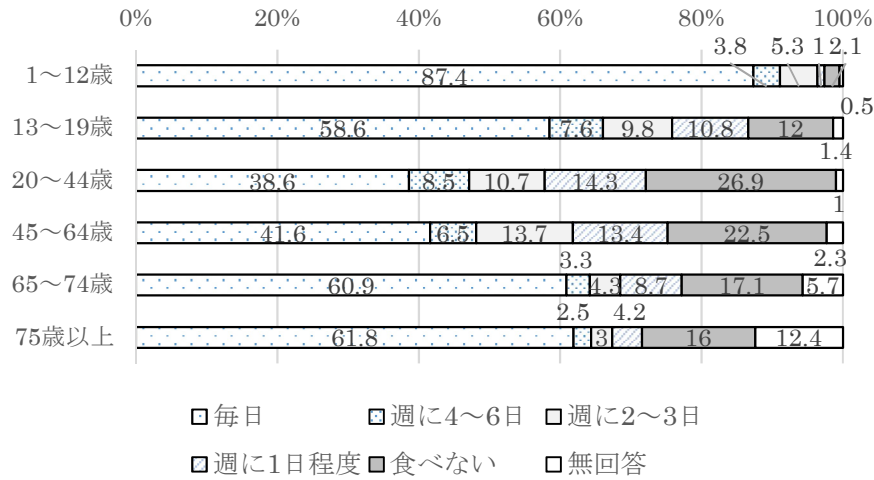 0% 20% 40% 60% 80% 100%
3.8 5.3 1 2.1
1～12歳 87.4
0.5
13～19歳 58.6 7.6 9.8 10.8 12
1.4
20～44歳 38.6 8.5 10.7 14.3 26.9
1
45～64歳 41.6 6.5 13.7 13.4 22.5
3.3 2.3
65～74歳 60.9 4.3 8.7 17.1 5.7
2.5 4.2
75歳以上 61.8 3 16 12.4
毎日 週に4～6日 週に2～3日
週に1日程度 食べない 無回答